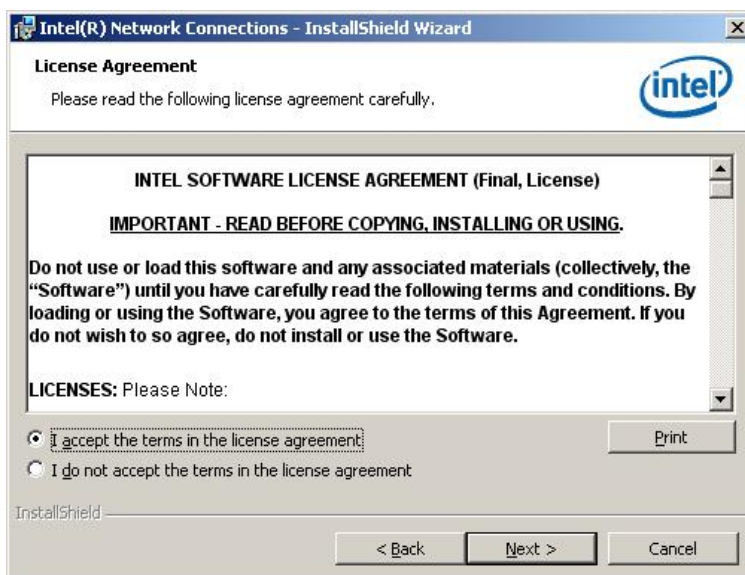 Intel(R) Network Connections - InstallShield Wizard
License Agreement
Please read the following license agreement carefully.
intel
INTEL SOFTWARE LICENSE AGREEMENT (Final, License)
IMPORTANT - READ BEFORE COPYING, INSTALLING OR USING.
Do not use or load this software and any associated materials (collectively, the
“Software”) until you have carefully read the following terms and conditions. By
loading or using the Software, you agree to the terms of this Agreement. If you
do not wish to so agree, do not install or use the Software.
LICENSES: Please Note:
I accept the terms in the license agreement
Print
I do not accept the terms in the license agreement
InstallShield
< Back
Next >
Cancel